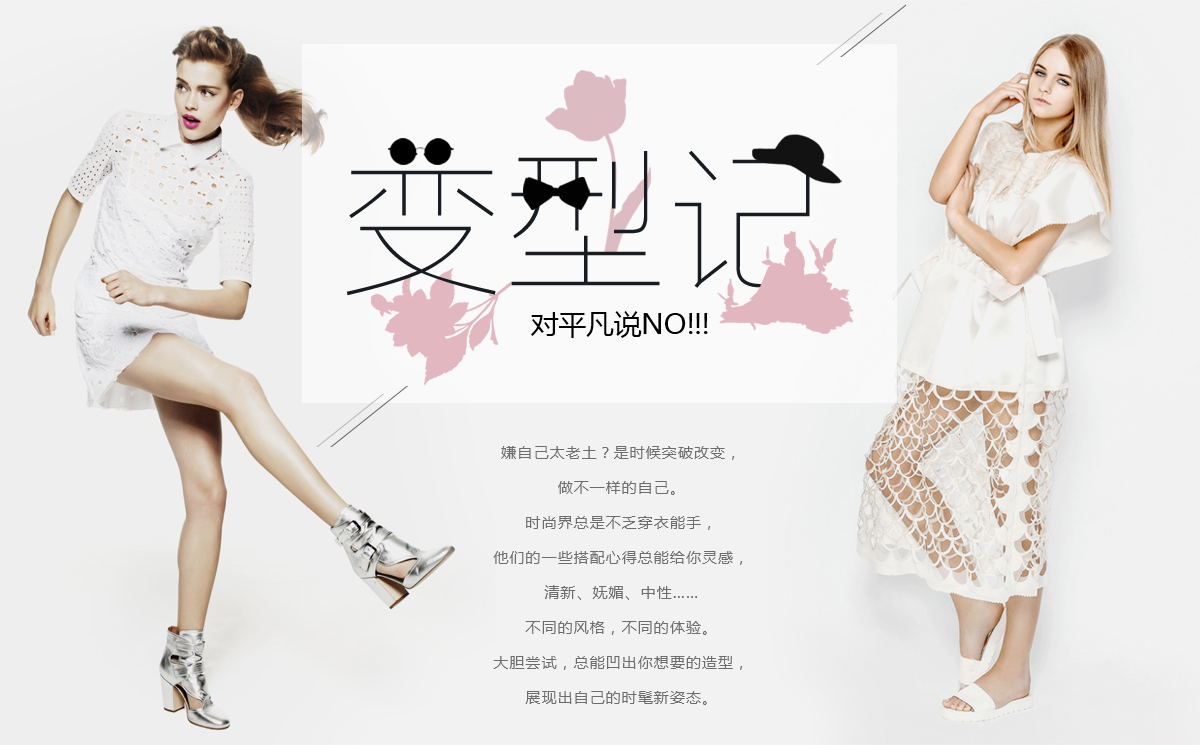 变型记
对平凡说NO!!!
嫌自己太老土？是时候突破改变，
做不一样的自己。
时尚界总是不乏穿衣能手，
他们的一些搭配心得总能给你灵感，
清新、妩媚、中性……
不同的风格，不同的体验。
大胆尝试，总能凹出你想要的造型，
展现出自己的时髦新姿态。